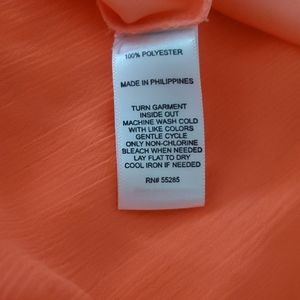 100% POLYESTER
MADE IN PHILIPPINES
TURN GARMENT
INSIDE OUT
MACHINE WASH COLD
WITH LIKE COLORS
GENTLE CYCLE
ONLY NON-CHLORINE
BLEACH WHEN NEEDED
LAY FLAT TO DRY
COOL IRON IF NEEDED
RN# 55285